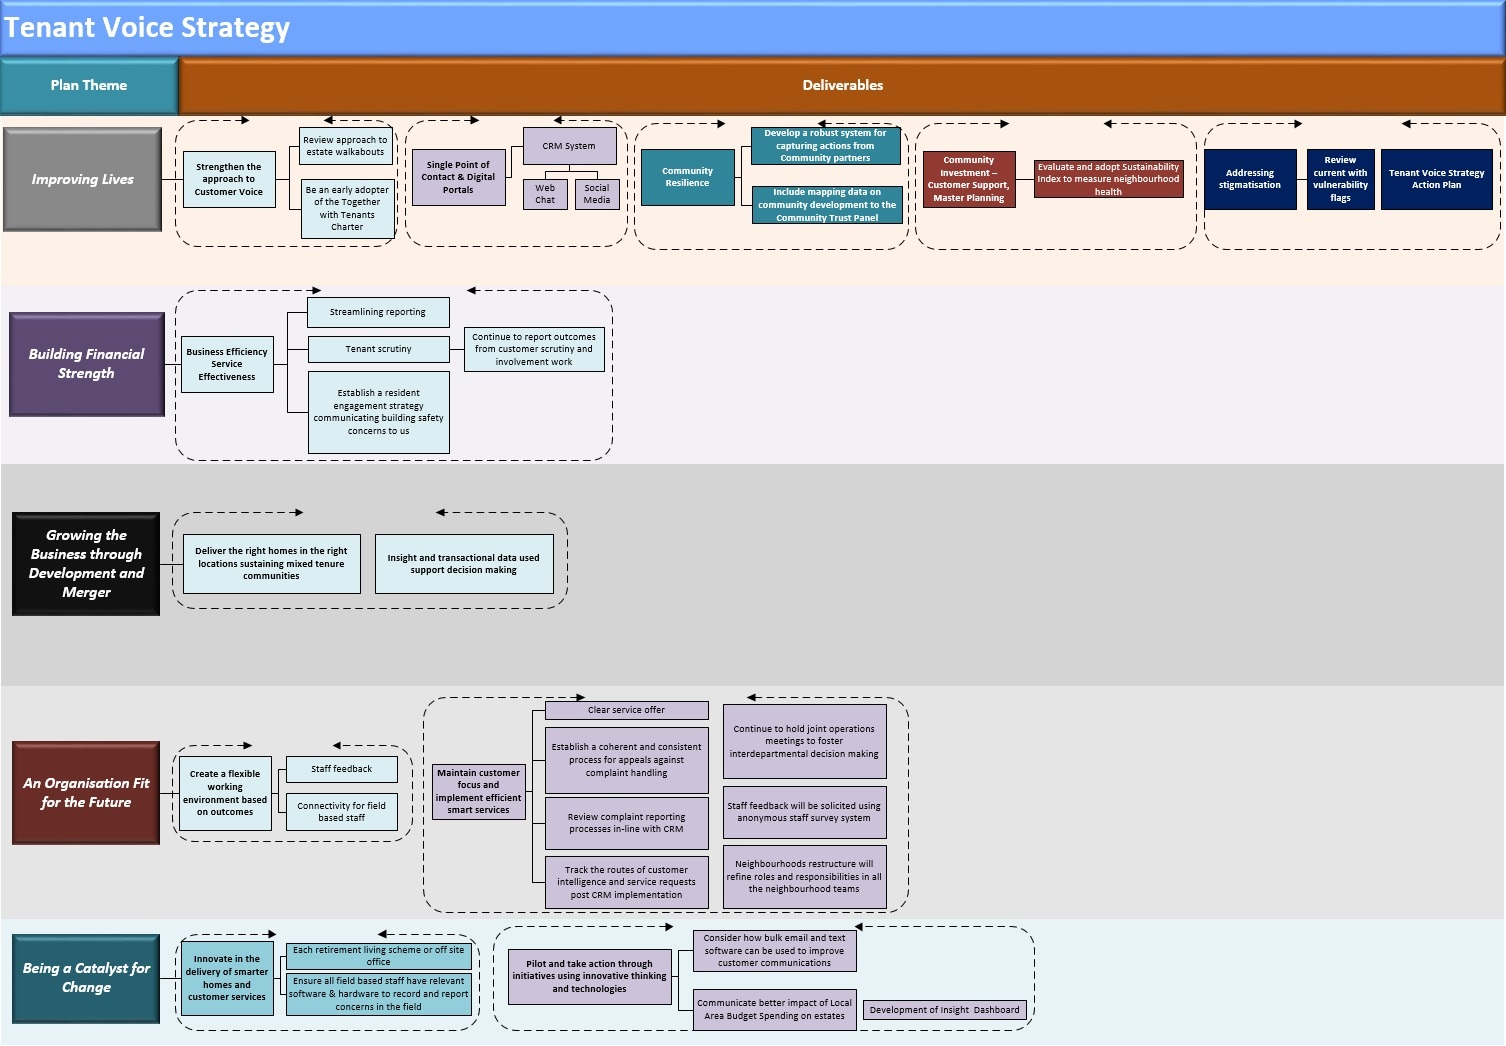 Tenant Voice Strategy
Plan Theme
Deliverables
Improving Lives
Strengthen the
approach to
Customer Voice
Review approach to
estate walkabouts
Be an early adopter
of the Together
with Tenants
Charter
Single Point of
Contact & Digital
Portals
CRM System
Web
Chat
Social
Media
Community
Resilience
Develop a robust system for
capturing actions from
Community partners
Include mapping data on
community development to the
Community Trust Panel
Community
Investment –
Customer Support,
Master Planning
Evaluate and adopt Sustainability
Index to measure neighbourhood
health
Addressing
stigmatisation
Review
current with
vulnerability
flags
Tenant Voice Strategy
Action Plan
Building Financial
Strength
Business Efficiency
Service
Effectiveness
Streamlining reporting
Tenant scrutiny
Continue to report outcomes
from customer scrutiny and
involvement work
Establish a resident
engagement strategy
communicating building safety
concerns to us
Growing the
Business through
Development and
Merger
Deliver the right homes in the right
locations sustaining mixed tenure
communities
Insight and transactional data used
support decision making
An Organisation Fit
for the Future
Create a flexible
working
environment based
on outcomes
Staff feedback
Connectivity for field
based staff
Maintain customer
focus and
implement efficient
smart services
Clear service offer
Establish a coherent and consistent
process for appeals against
complaint handling
Review complaint reporting
processes in-line with CRM
Track the routes of customer
intelligence and service requests
post CRM implementation
Continue to hold joint operations
meetings to foster
interdepartmental decision making
Staff feedback will be solicited using
anonymous staff survey system
Neighbourhoods restructure will
refine roles and responsibilities in all
the neighbourhood teams
Being a Catalyst for
Change
Innovate in the
delivery of smarter
homes and
customer services
Each retirement living scheme or off site
office
Ensure all field based staff have relevant
software & hardware to record and report
concerns in the field
Pilot and take action through
initiatives using innovative thinking
and technologies
Consider how bulk email and text
software can be used to improve
customer communications
Communicate better impact of Local
Area Budget Spending on estates
Development of Insight Dashboard